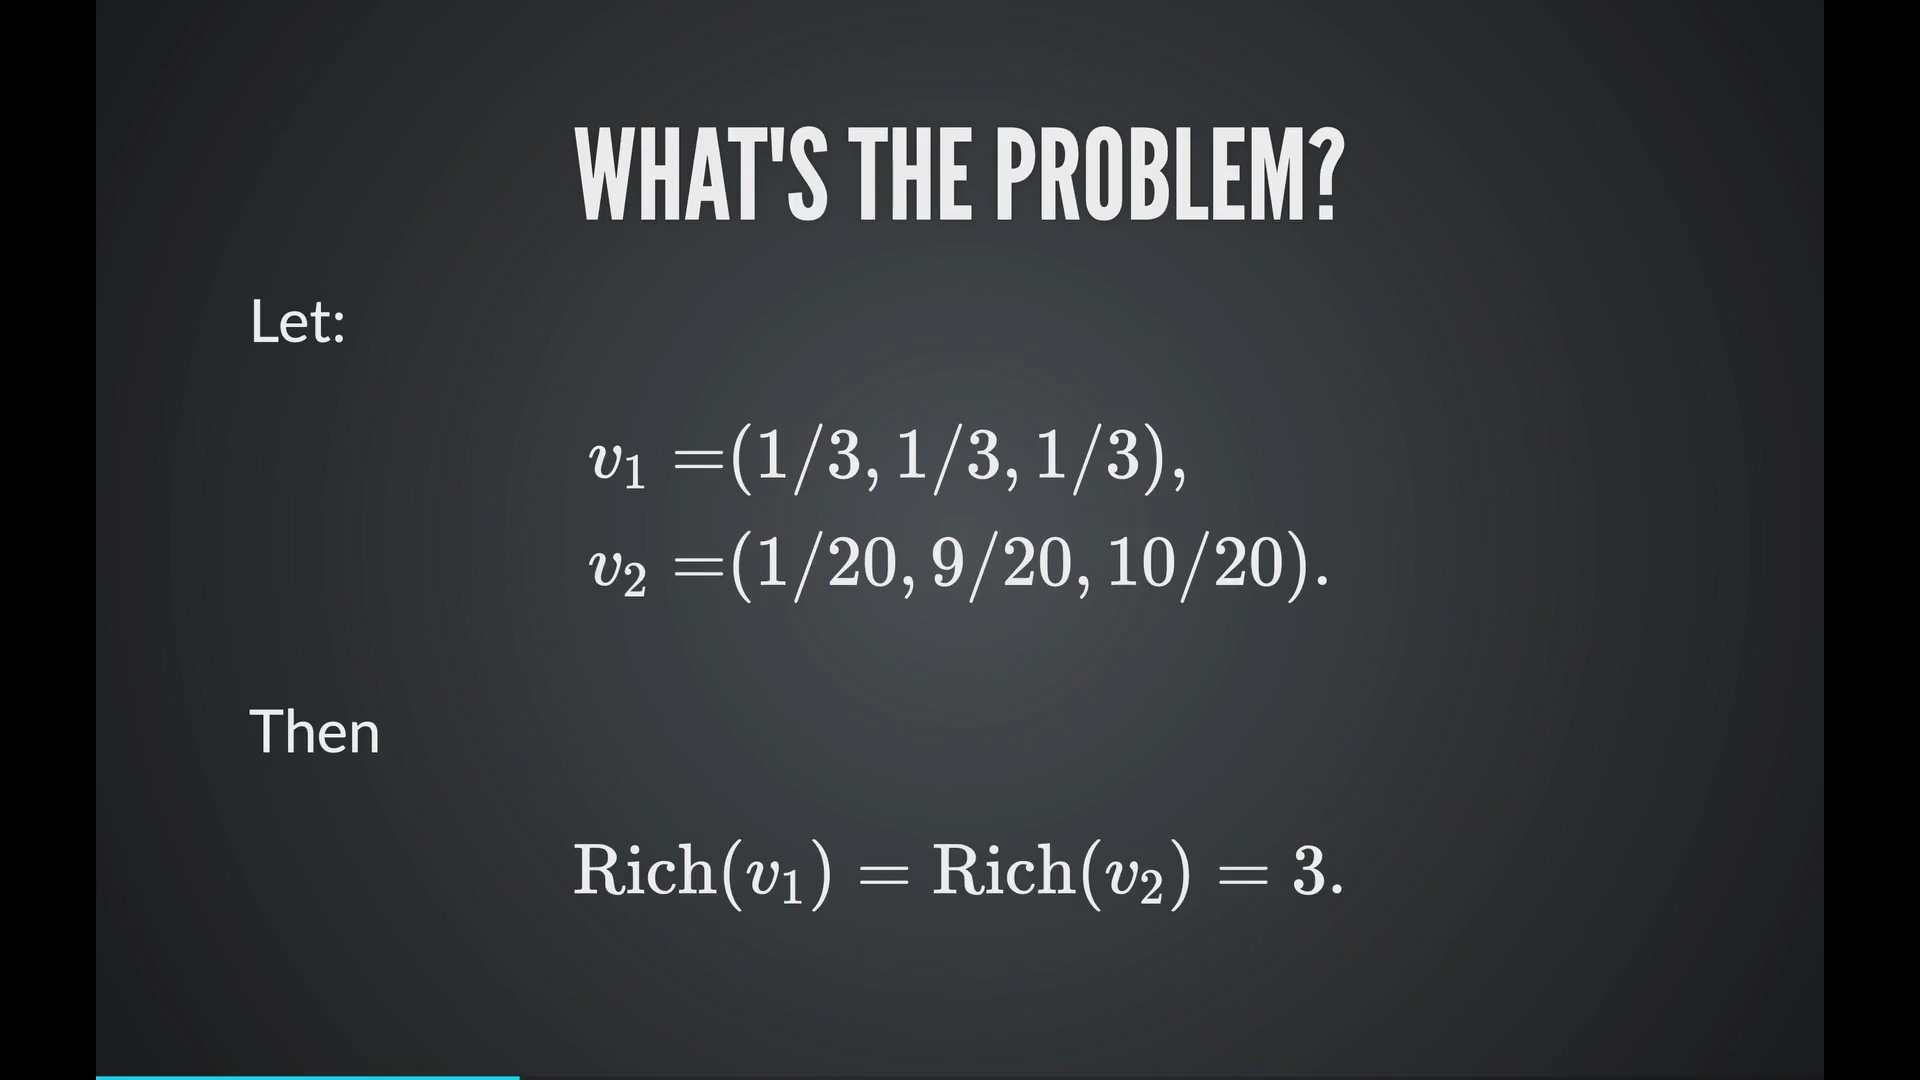 WHAT'S THE PROBLEM?
Let:
v₁ =(1/3, 1/3, 1/3),
v₂ =(1/20, 9/20, 10/20).
Then
Rich(v₁) = Rich(v₂) = 3.